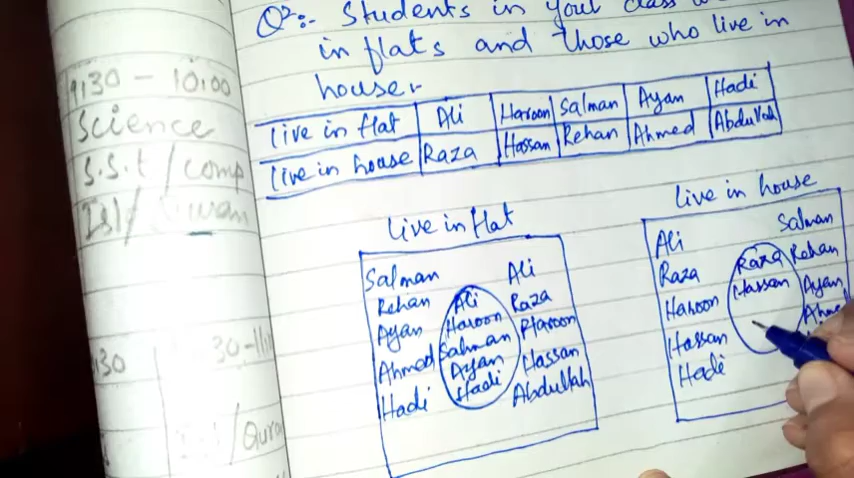 Q2:- Students in your class
in flats and those who live in
house.
live in flat Ali Haroon Salman Ayan Hadi
live in house Raza Hassan Rehan Ahmed Abdullah
live in flat
Salman Ali
Rehan Ali Raza
Ayan Haroon Haroon
Ahmed Salman Hassan
Hadi Ayan Abdullah
Hadi
live in house
Ali Salman
Raza Raza Rehan
Haroon Hassan Ayan
Hassan
Hadi
9:30 - 10:00
Science
S.S.t / comp
Isl/